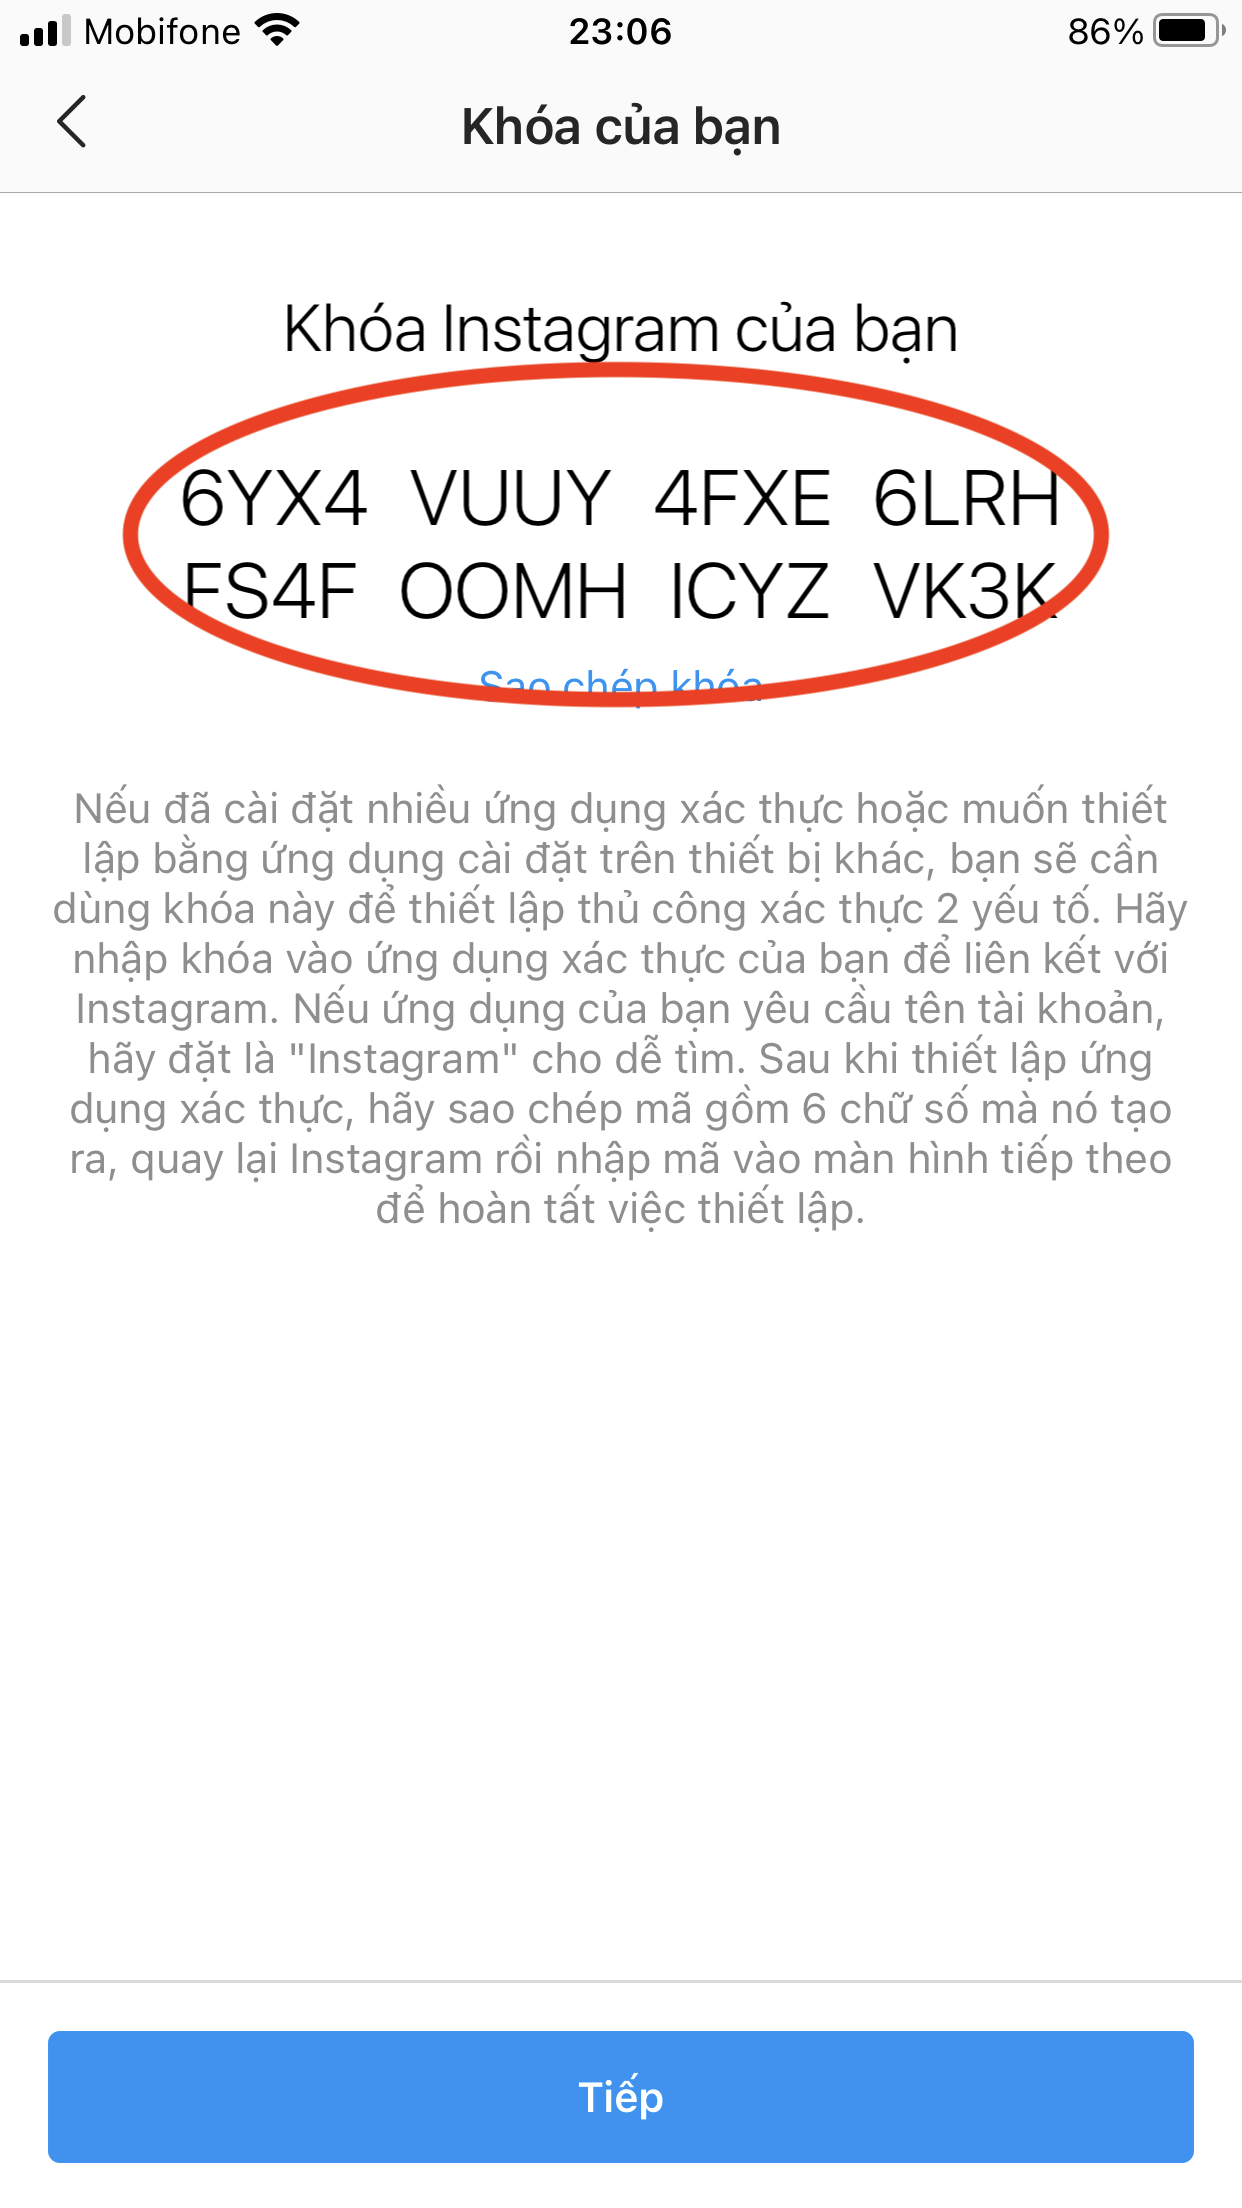 Mobifone 23:06 86%
Khóa của bạn
Khóa Instagram của bạn
6YX4 VUUY 4FXE 6LRH
FS4F OOMH ICYZ VK3K
Sao chép khóa
Nếu đã cài đặt nhiều ứng dụng xác thực hoặc muốn thiết
lập bằng ứng dụng cài đặt trên thiết bị khác, bạn sẽ cần
dùng khóa này để thiết lập thủ công xác thực 2 yếu tố. Hãy
nhập khóa vào ứng dụng xác thực của bạn để liên kết với
Instagram. Nếu ứng dụng của bạn yêu cầu tên tài khoản,
hãy đặt là "Instagram" cho dễ tìm. Sau khi thiết lập ứng
dụng xác thực, hãy sao chép mã gồm 6 chữ số mà nó tạo
ra, quay lại Instagram rồi nhập mã vào màn hình tiếp theo
để hoàn tất việc thiết lập.
Tiếp